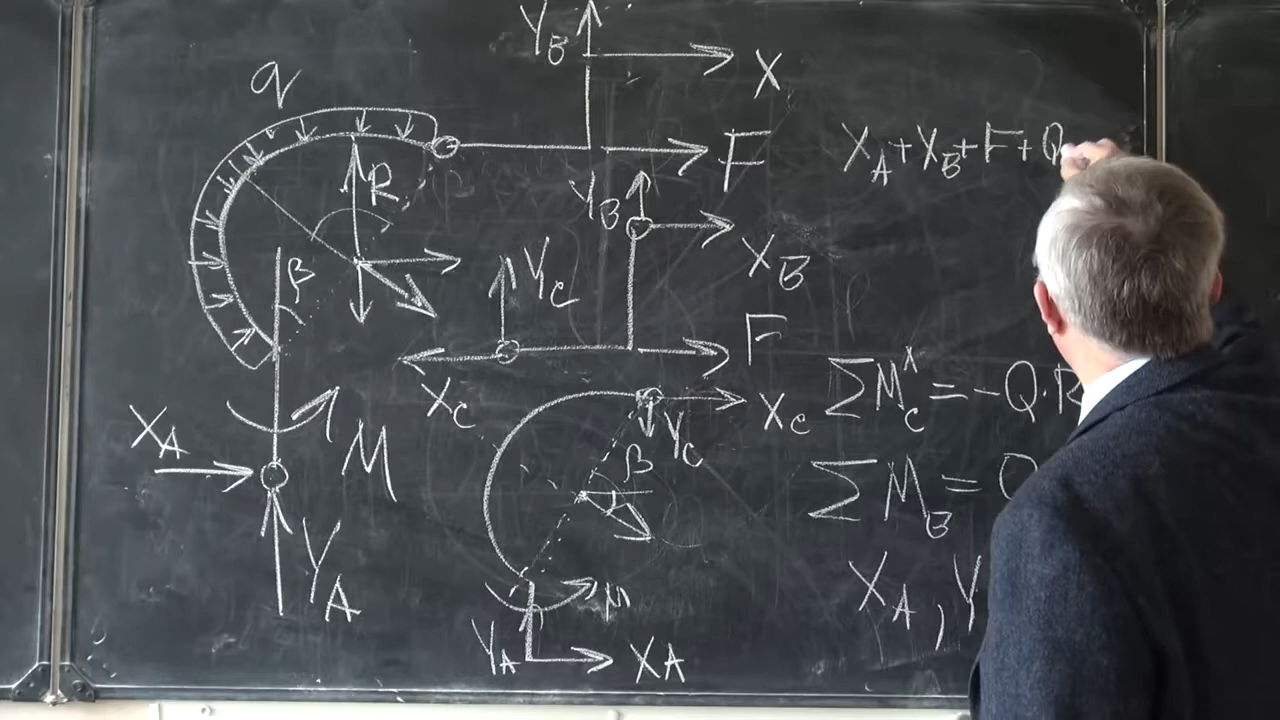 Y_B
X
q
F
R
X_A+X_B+F+Q
Y_B
β
X_B
Y_C
F
X_C
ΣM_C^x=-Q·R
X_A
M
X_C
Y_C
β
ΣM_B=0
Y_A
M
X_A, Y
Y_A
X_A